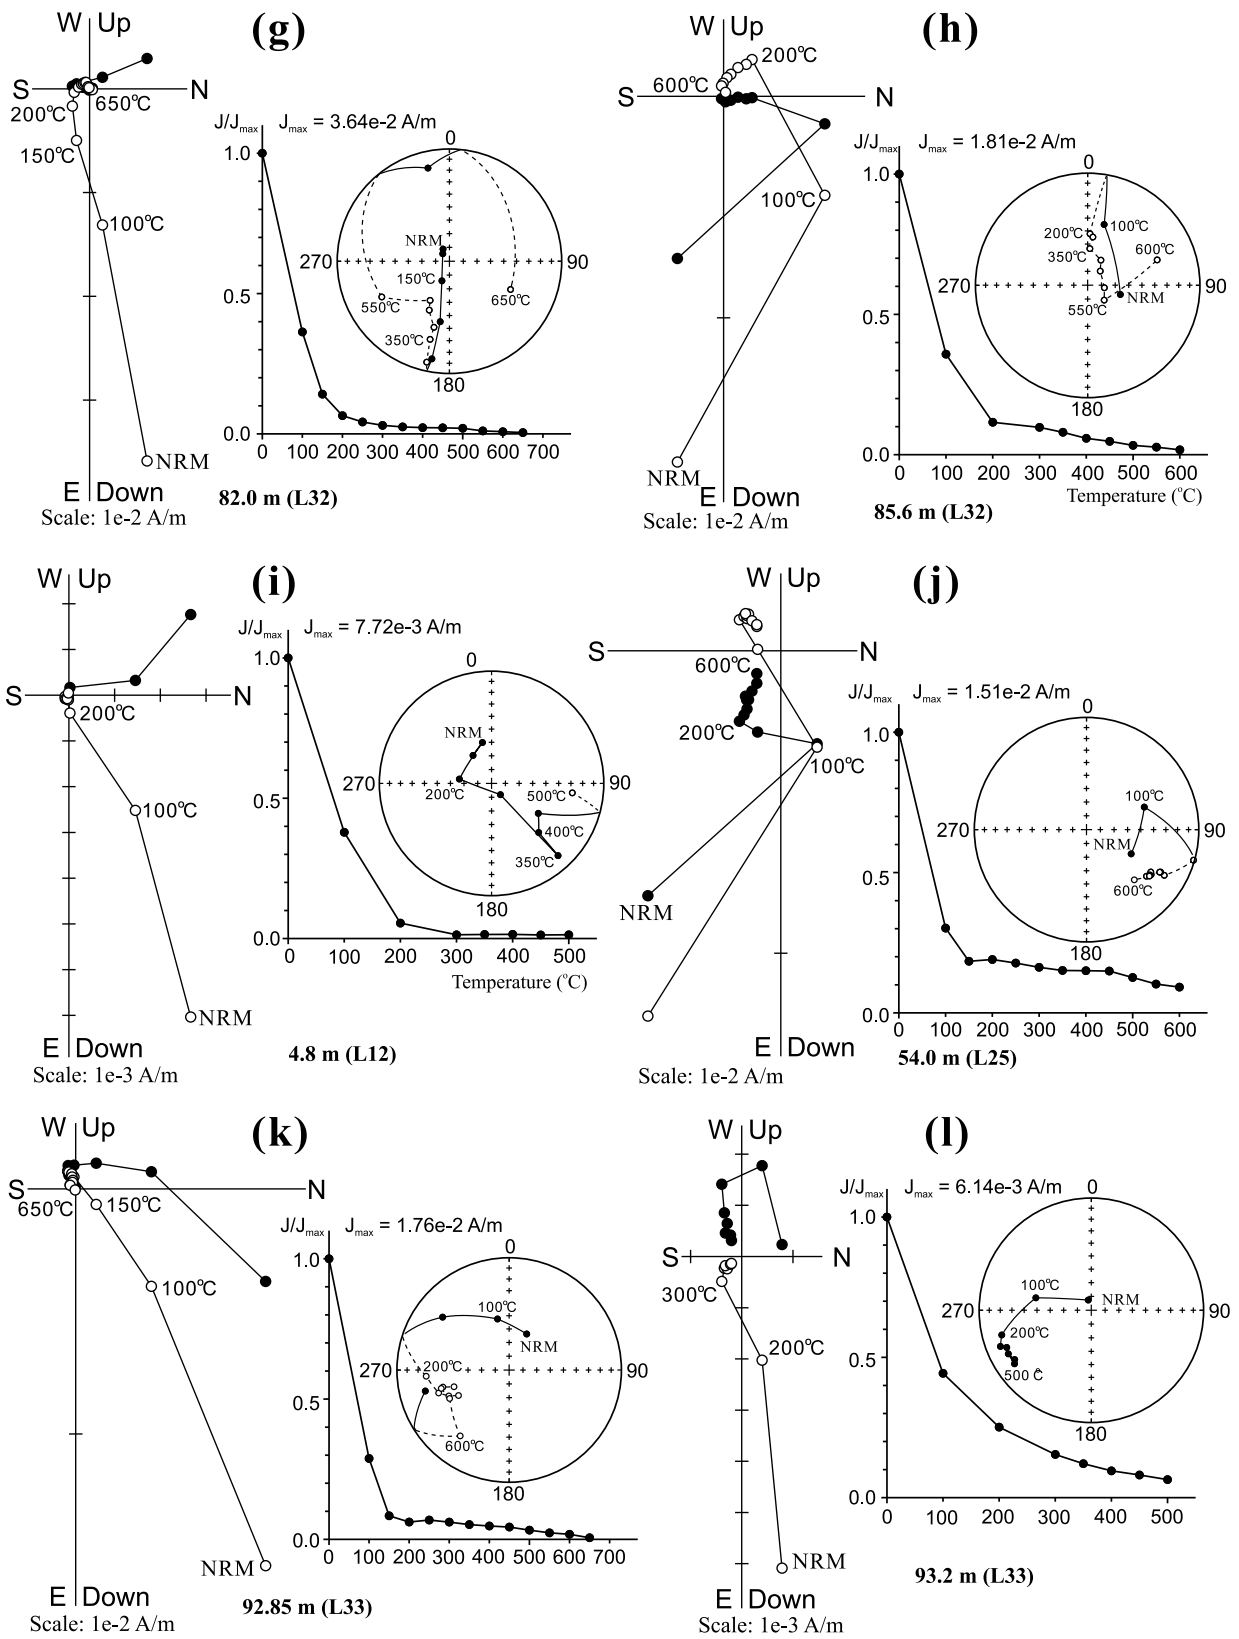 (g)
W Up
S
N
650°C
200°C
150°C
100°C
NRM
E Down
Scale: 1e-2 A/m
J/Jmax Jmax = 3.64e-2 A/m
1.0
0.5
0.0
0 100 200 300 400 500 600 700
0
270
90
180
NRM
150°C
550°C
650°C
350°C
82.0 m (L32)
(h)
W Up
200°C
600°C
S
N
100°C
NRM
E Down
Scale: 1e-2 A/m
J/Jmax Jmax = 1.81e-2 A/m
1.0
0.5
0.0
0 100 200 300 400 500 600
Temperature (°C)
0
270
90
180
100°C
200°C
600°C
350°C
NRM
550°C
85.6 m (L32)
(i)
W Up
S
N
200°C
100°C
NRM
E Down
Scale: 1e-3 A/m
J/Jmax Jmax = 7.72e-3 A/m
1.0
0.5
0.0
0 100 200 300 400 500
Temperature (°C)
0
270
90
180
NRM
200°C
500°C
400°C
350°C
4.8 m (L12)
(j)
W Up
S
N
600°C
200°C
100°C
NRM
E Down
Scale: 1e-2 A/m
J/Jmax Jmax = 1.51e-2 A/m
1.0
0.5
0.0
0 100 200 300 400 500 600
0
270
90
180
100°C
NRM
600°C
54.0 m (L25)
(k)
W Up
S
N
650°C
150°C
100°C
NRM
E Down
Scale: 1e-2 A/m
J/Jmax Jmax = 1.76e-2 A/m
1.0
0.5
0.0
0 100 200 300 400 500 600 700
0
270
90
180
100°C
NRM
200°C
600°C
92.85 m (L33)
(l)
W Up
S
N
300°C
200°C
NRM
E Down
Scale: 1e-3 A/m
J/Jmax Jmax = 6.14e-3 A/m
1.0
0.5
0.0
0 100 200 300 400 500
0
270
90
180
100°C
NRM
200°C
500 C
93.2 m (L33)